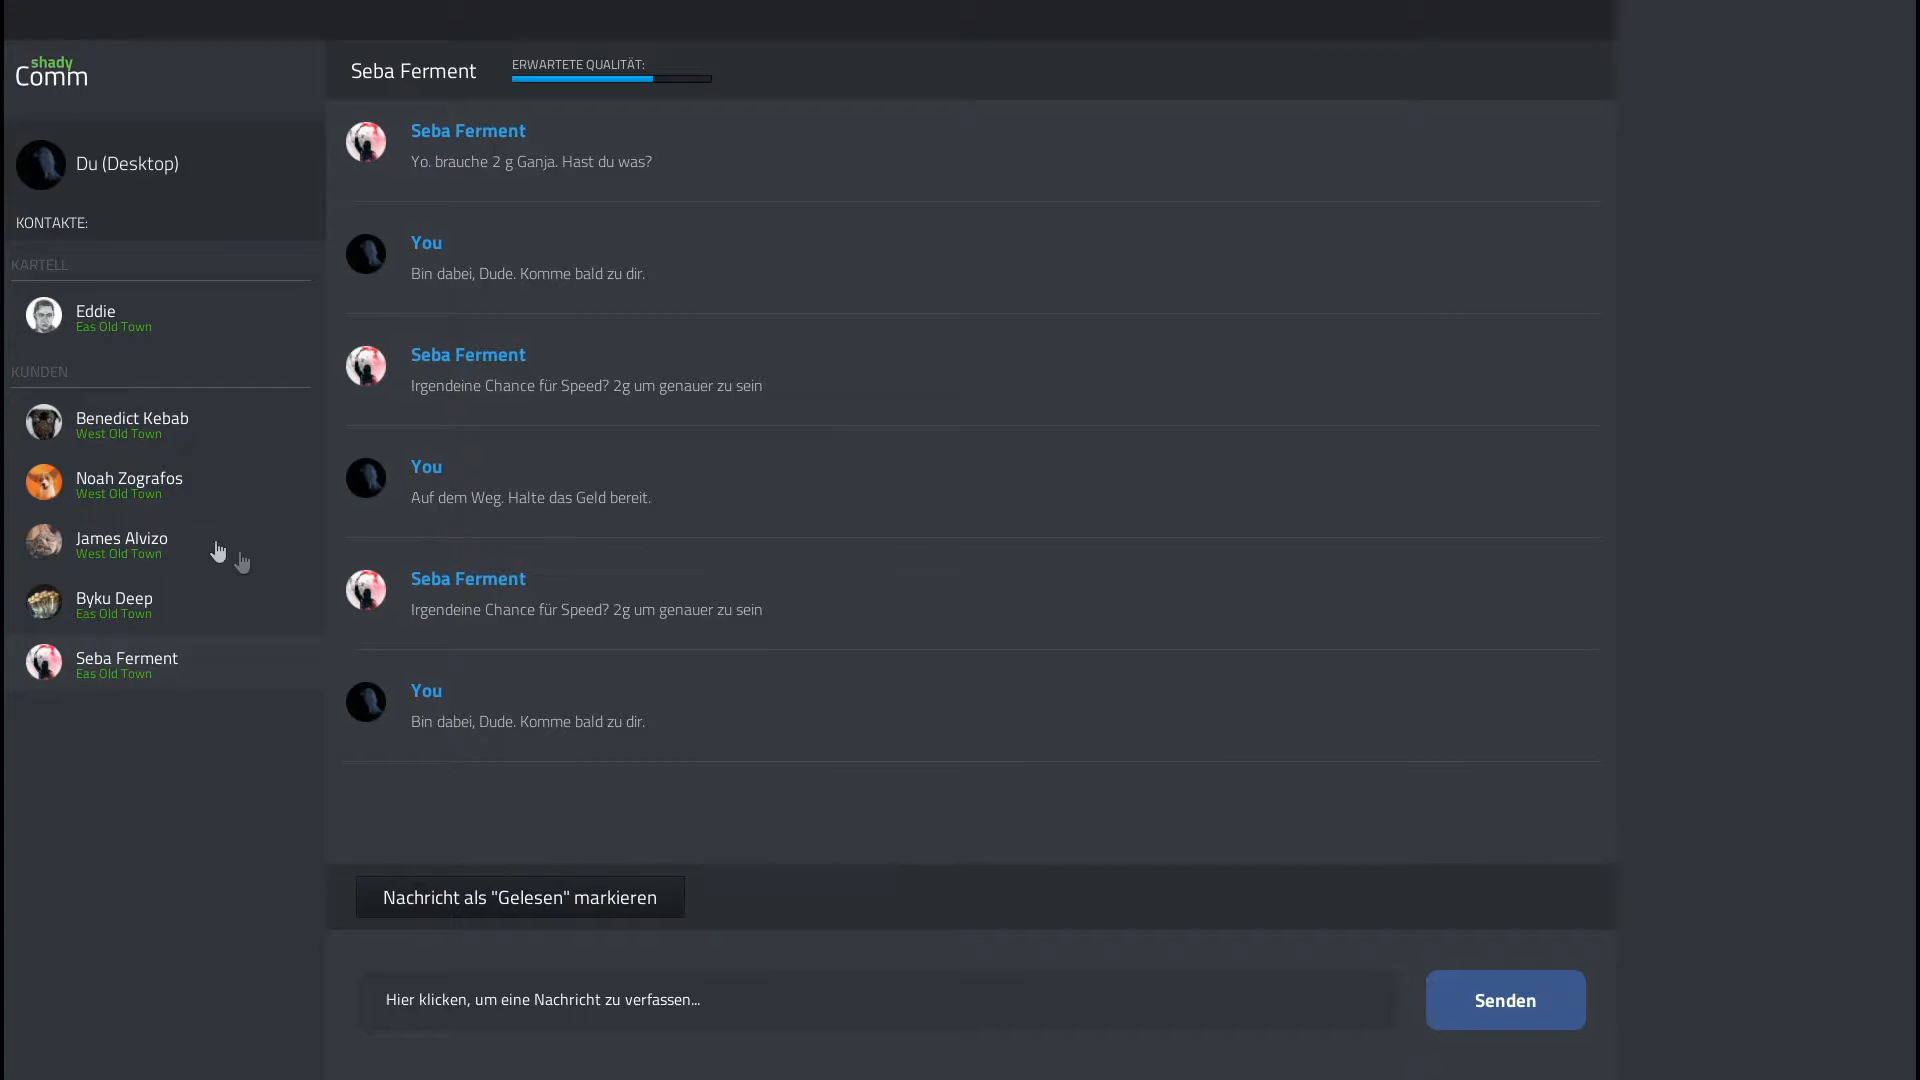 shady
Comm
Du (Desktop)
KONTAKTE:
KARTELL
Eddie
Eas Old Town
KUNDEN
Benedict Kebab
West Old Town
Noah Zografos
West Old Town
James Alvizo
West Old Town
Byku Deep
Eas Old Town
Seba Ferment
Eas Old Town
Seba Ferment
ERWARTETE QUALITÄT:
Seba Ferment
Yo. brauche 2 g Ganja. Hast du was?
You
Bin dabei, Dude. Komme bald zu dir.
Seba Ferment
Irgendeine Chance für Speed? 2g um genauer zu sein
You
Auf dem Weg. Halte das Geld bereit.
Seba Ferment
Irgendeine Chance für Speed? 2g um genauer zu sein
You
Bin dabei, Dude. Komme bald zu dir.
Nachricht als "Gelesen" markieren
Hier klicken, um eine Nachricht zu verfassen...
Senden